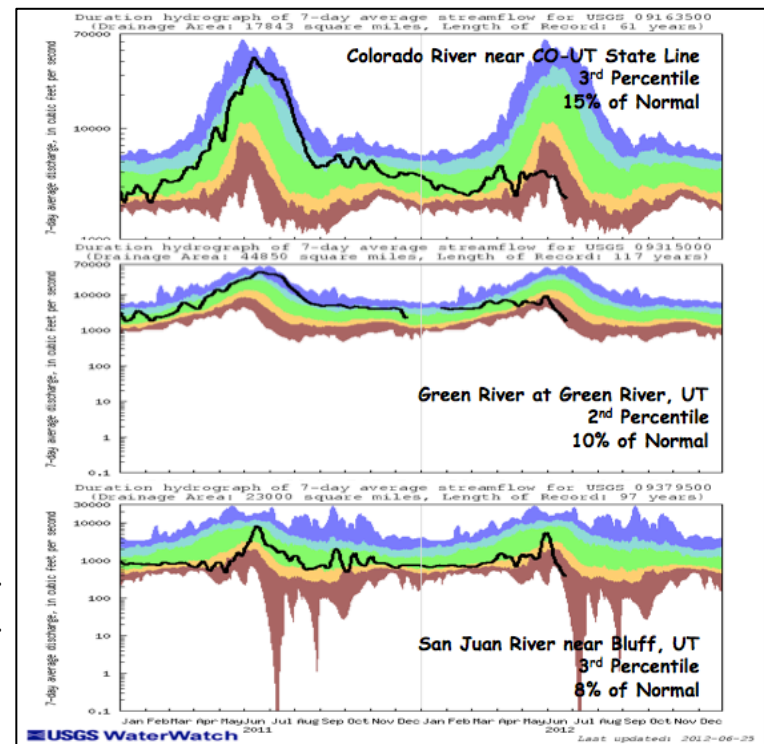 Duration hydrograph of 7-day average streamflow for USGS 09163500
(Drainage Area: 17843 square miles, Length of Record: 61 years)
70000
10000
1000
7-day average discharge, in cubic feet per second
Colorado River near CO-UT State Line
3rd Percentile
15% of Normal
Duration hydrograph of 7-day average streamflow for USGS 09315000
(Drainage Area: 44850 square miles, Length of Record: 117 years)
70000
10000
1000
100
10
1
0.1
7-day average discharge, in cubic feet per second
Green River at Green River, UT
2nd Percentile
10% of Normal
Duration hydrograph of 7-day average streamflow for USGS 09379500
(Drainage Area: 23000 square miles, Length of Record: 97 years)
30000
10000
1000
100
10
1
0.1
7-day average discharge, in cubic feet per second
San Juan River near Bluff, UT
3rd Percentile
8% of Normal
Jan Feb Mar Apr May Jun Jul Aug Sep Oct Nov Dec Jan Feb Mar Apr May Jun Jul Aug Sep Oct Nov Dec
2011 2012
USGS WaterWatch
Last updated: 2012-06-25